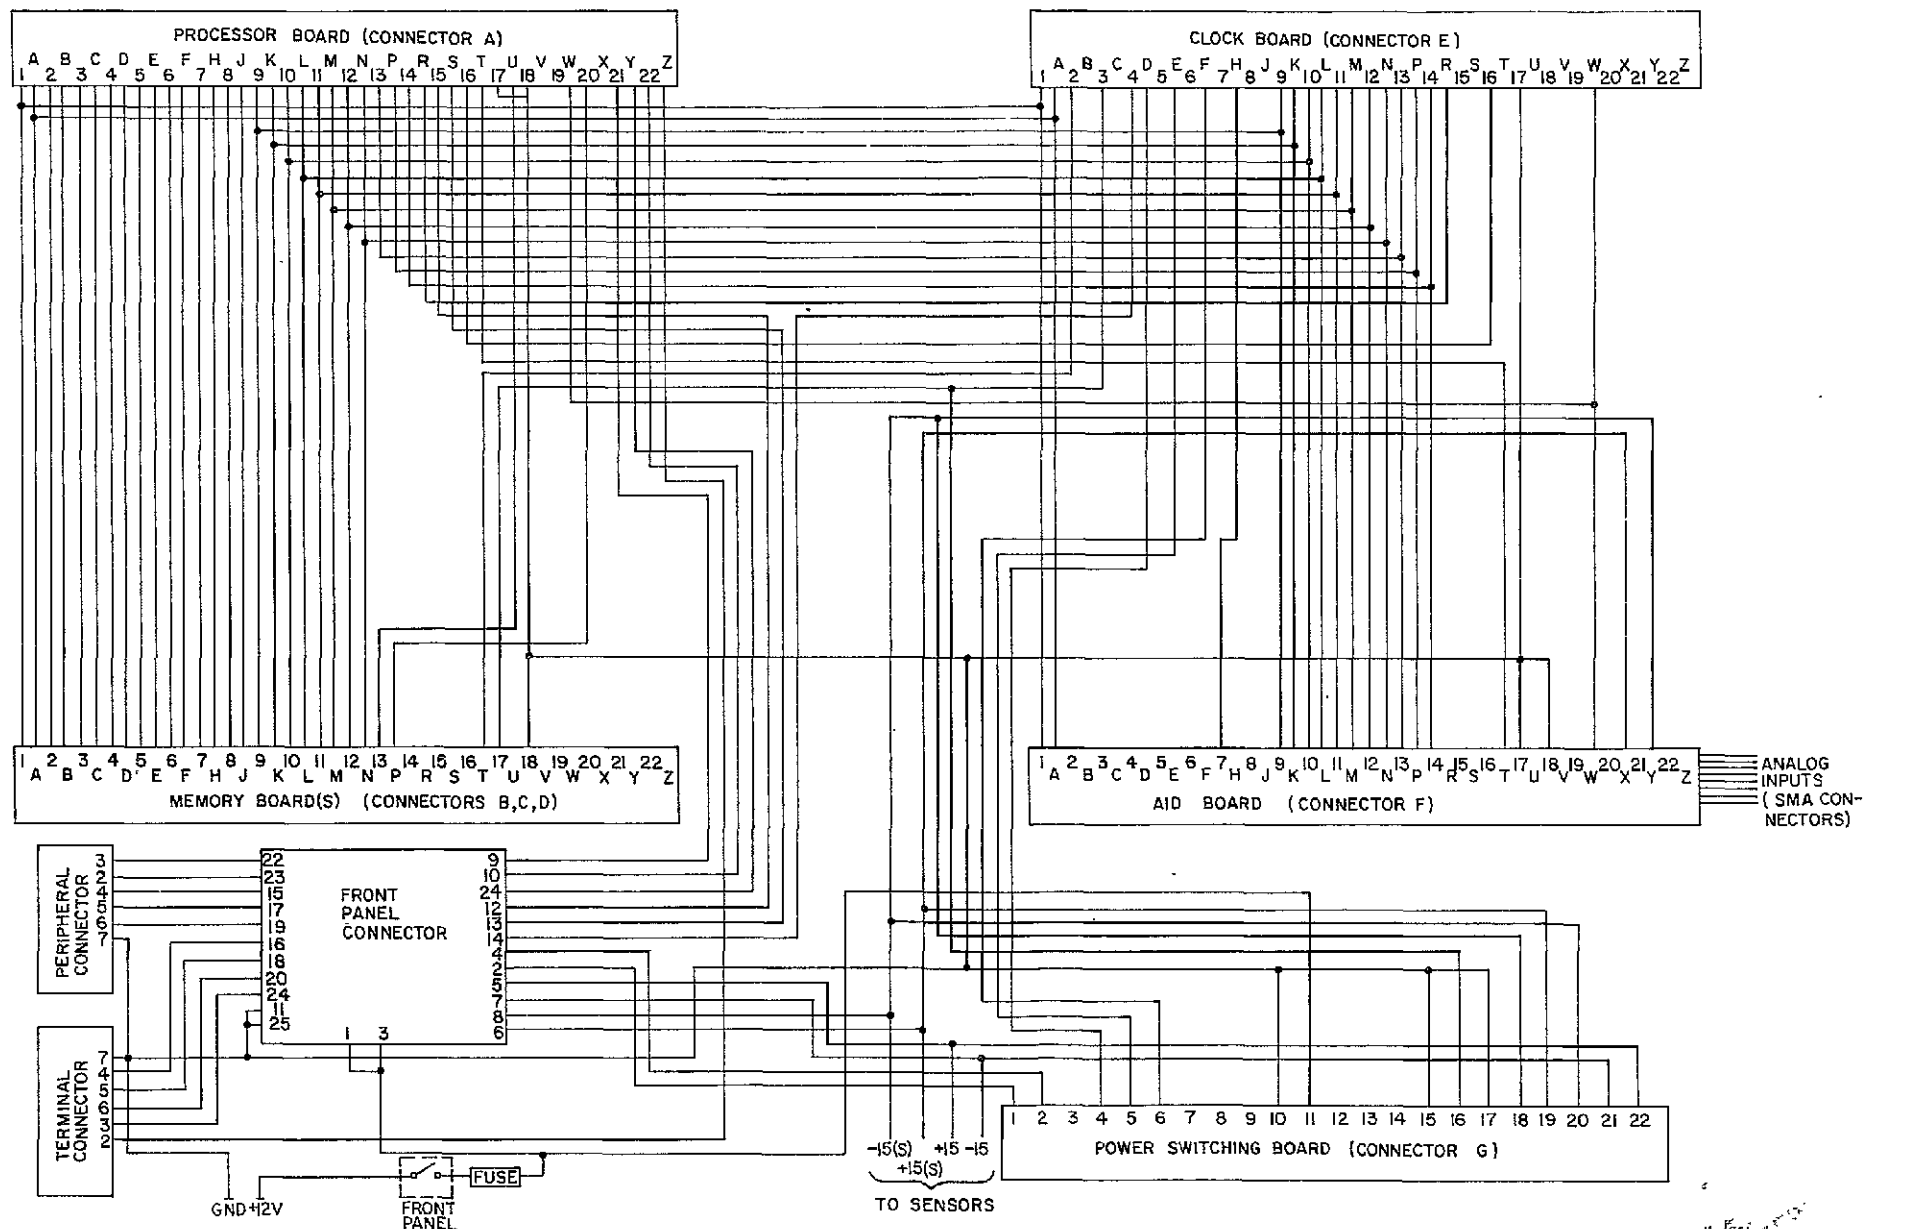 PROCESSOR BOARD (CONNECTOR A)
A B C D E F H J K L M N P R S T U V W X Y Z
1 2 3 4 5 6 7 8 9 10 11 12 13 14 15 16 17 18 19 20 21 22
CLOCK BOARD (CONNECTOR E)
A B C D E F H J K L M N P R S T U V W X Y Z
1 2 3 4 5 6 7 8 9 10 11 12 13 14 15 16 17 18 19 20 21 22
1 2 3 4 5 6 7 8 9 10 11 12 13 14 15 16 17 18 19 20 21 22
A B C D E F H J K L M N P R S T U V W X Y Z
MEMORY BOARD(S) (CONNECTORS B,C,D)
1 2 3 4 5 6 7 8 9 10 11 12 13 14 15 16 17 18 19 20 21 22
A B C D E F H J K L M N P R S T U V W X Y Z
A1D BOARD (CONNECTOR F)
ANALOG
INPUTS
(SMA CON-
NECTORS)
PERIPHERAL
CONNECTOR
3
2
4
5
6
7
FRONT
PANEL
CONNECTOR
22
23
15
17
19
16
18
20
24
11
25
1 3
9
10
24
12
13
14
4
2
5
7
8
6
TERMINAL
CONNECTOR
7
4
5
6
3
2
GND +12V
FRONT
PANEL
FUSE
-15(S) +15 -15
+15(S)
TO SENSORS
1 2 3 4 5 6 7 8 9 10 11 12 13 14 15 16 17 18 19 20 21 22
POWER SWITCHING BOARD (CONNECTOR G)